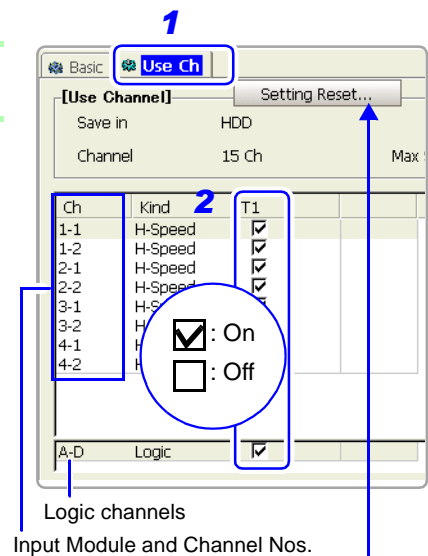 1
Basic Use Ch
[Use Channel] Setting Reset...
Save in HDD
Channel 15 Ch Max
2
Ch Kind T1
1-1 H-Speed
1-2 H-Speed
2-1 H-Speed
2-2 H-Speed
3-1 H-S
3-2 H
4-1 H
4-2 H
: On
: Off
A-D Logic
Logic channels
Input Module and Channel Nos.